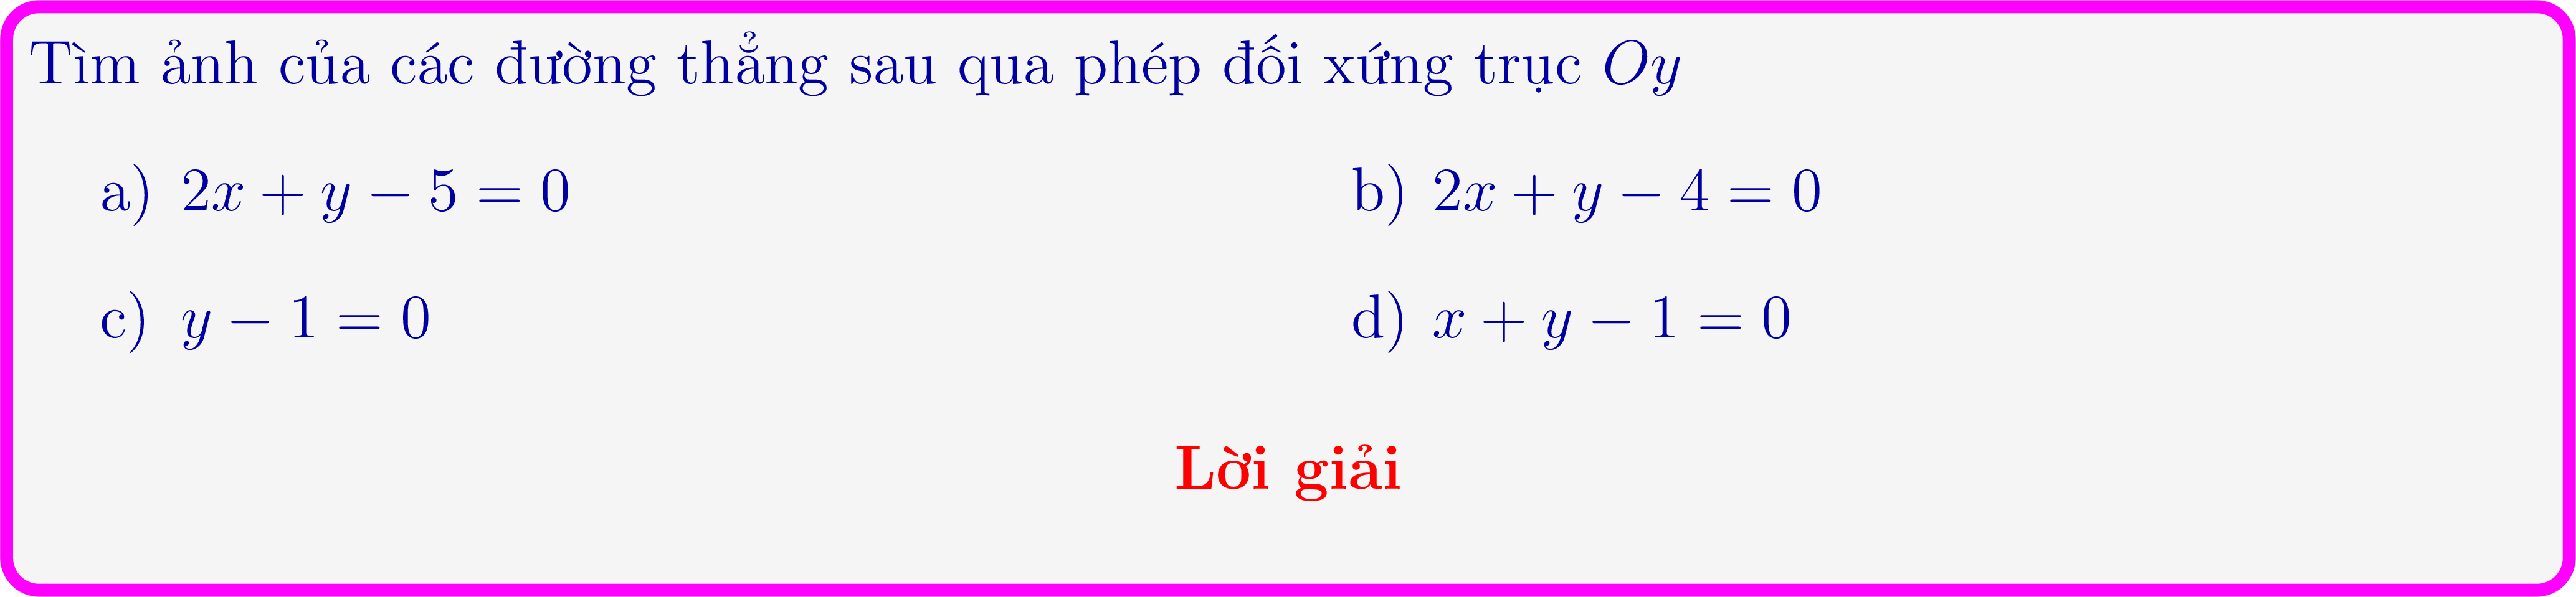 Tìm ảnh của các đường thẳng sau qua phép đối xứng trục Oy
a) 2x + y − 5 = 0 b) 2x + y − 4 = 0
c) y − 1 = 0 d) x + y − 1 = 0
Lời giải